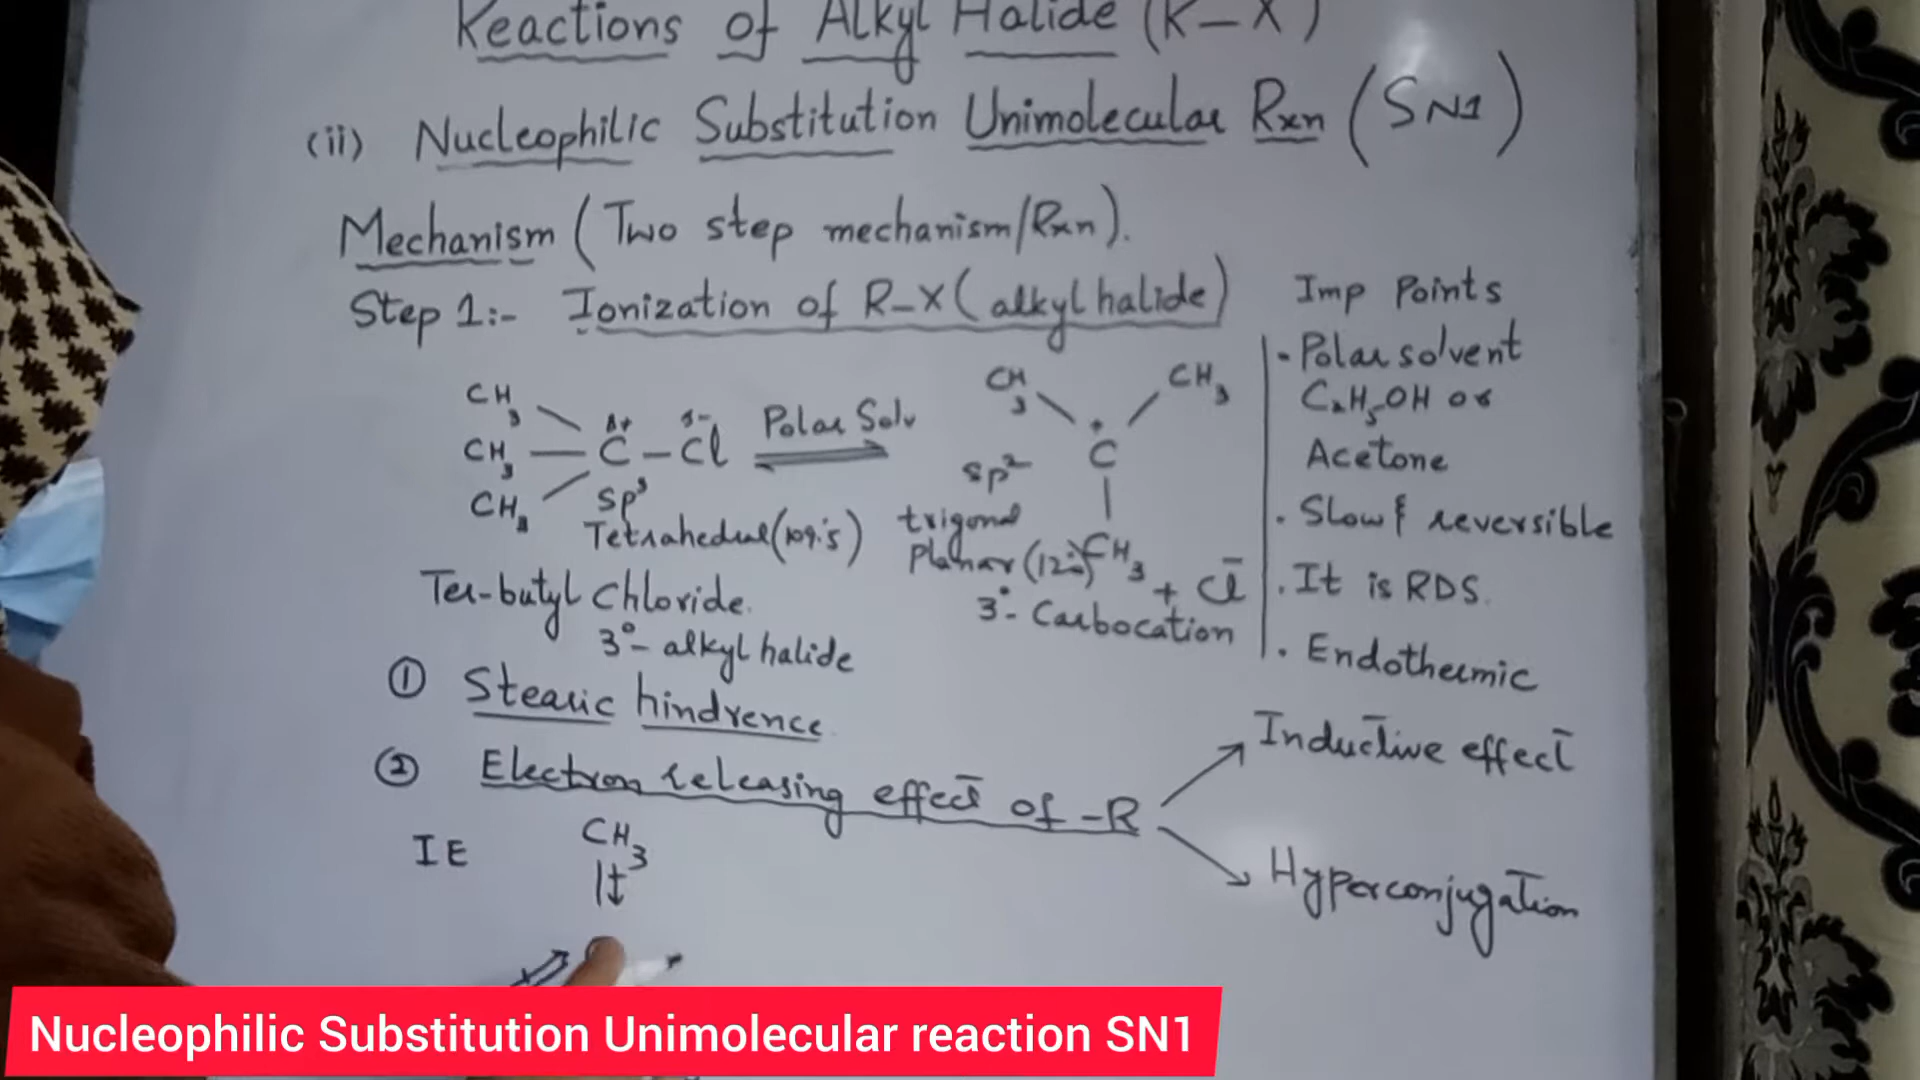 Reactions of Alkyl Halide (R-X)
(ii) Nucleophilic Substitution Unimolecular Rxn (SN1)
Mechanism (Two step mechanism/Rxn).
Step 1:- Ionization of R-X (alkyl halide)
CH3
CH3 — C δ+ — Cl δ-
CH3
Sp3
Tetrahedral (109.5)
Polar Solv
Ter-butyl Chloride.
3°- alkyl halide
CH3 CH3
+
C
CH3
sp2
trigonal
Planar (120)
+ Cl-
3°- Carbocation
Imp Points
- Polar solvent
C2H5OH or
Acetone
. Slow & reversible
. It is RDS.
. Endothermic
① Stearic hindrence
② Electron releasing effect of -R
Inductive effect
Hyperconjugation
IE
CH3
Nucleophilic Substitution Unimolecular reaction SN1